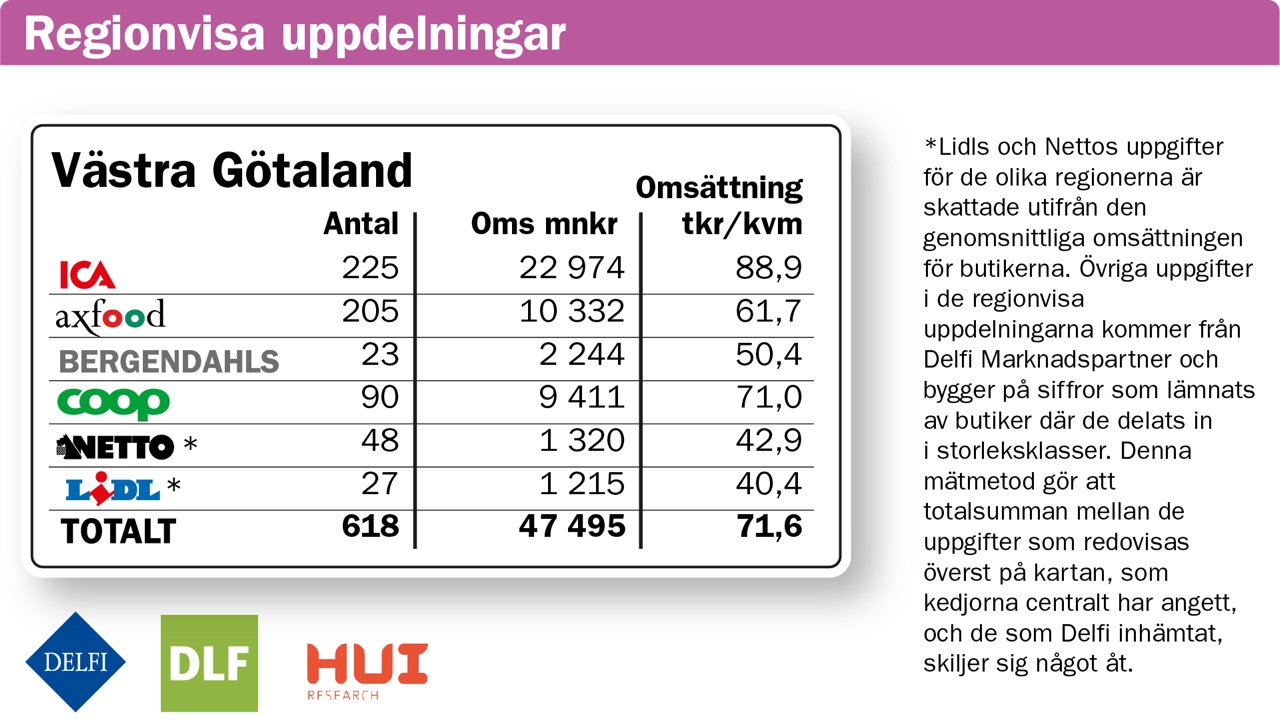 Regionvisa uppdelningar
Västra Götaland
Omsättning
Antal Oms mnkr tkr/kvm
ICA 225 22 974 88,9
axfood 205 10 332 61,7
BERGENDAHLS 23 2 244 50,4
coop 90 9 411 71,0
NETTO * 48 1 320 42,9
LIDL * 27 1 215 40,4
TOTALT 618 47 495 71,6
*Lidls och Nettos uppgifter
för de olika regionerna är
skattade utifrån den
genomsnittliga omsättningen
för butikerna. Övriga uppgifter
i de regionvisa
uppdelningarna kommer från
Delfi Marknadspartner och
bygger på siffror som lämnats
av butiker där de delats in
i storleksklasser. Denna
mätmetod gör att
totalsumman mellan de
uppgifter som redovisas
överst på kartan, som
kedjorna centralt har angett,
och de som Delfi inhämtat,
skiljer sig något åt.
DELFI
DLF
HUI
RESEARCH